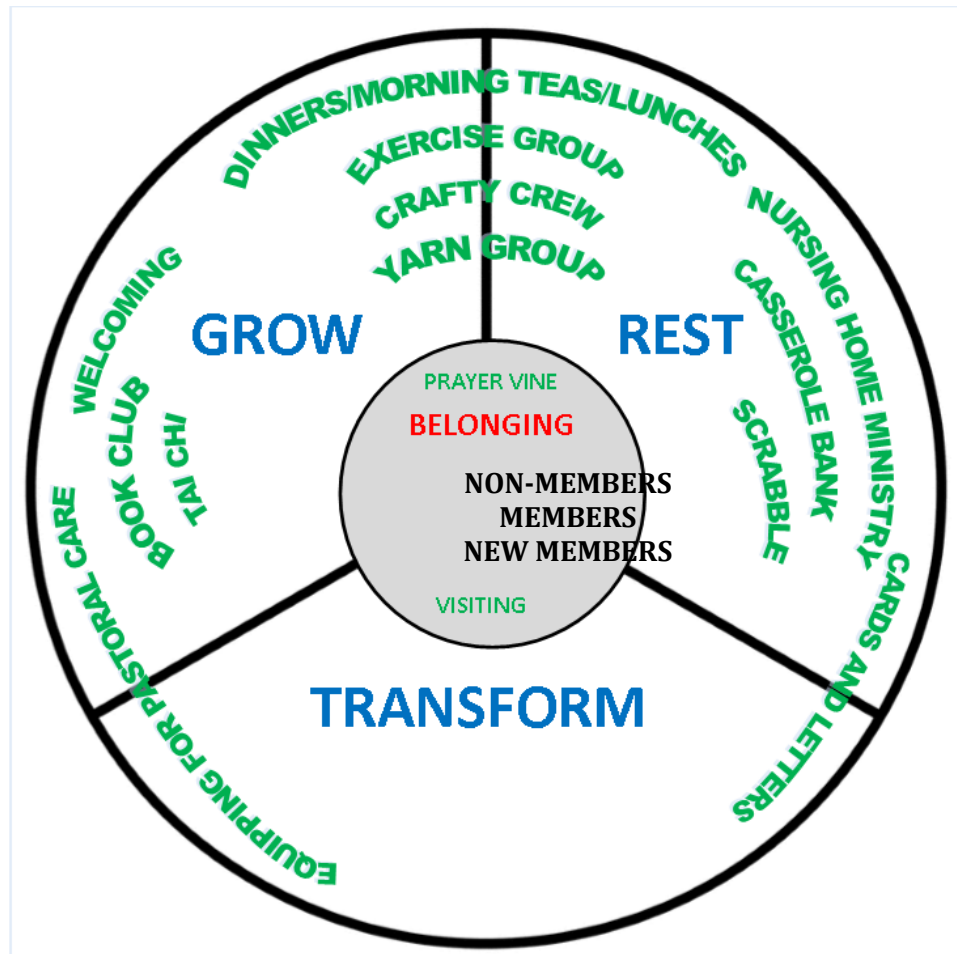 DINNERS/MORNING TEAS/LUNCHES
EXERCISE GROUP
CRAFTY CREW
YARN GROUP
NURSING HOME MINISTRY
CASSEROLE BANK
SCRABBLE
WELCOMING
BOOK CLUB
TAI CHI
GROW
REST
PRAYER VINE
BELONGING
NON-MEMBERS
MEMBERS
NEW MEMBERS
VISITING
TRANSFORM
EQUIPPING FOR PASTORAL CARE
CARDS AND LETTERS